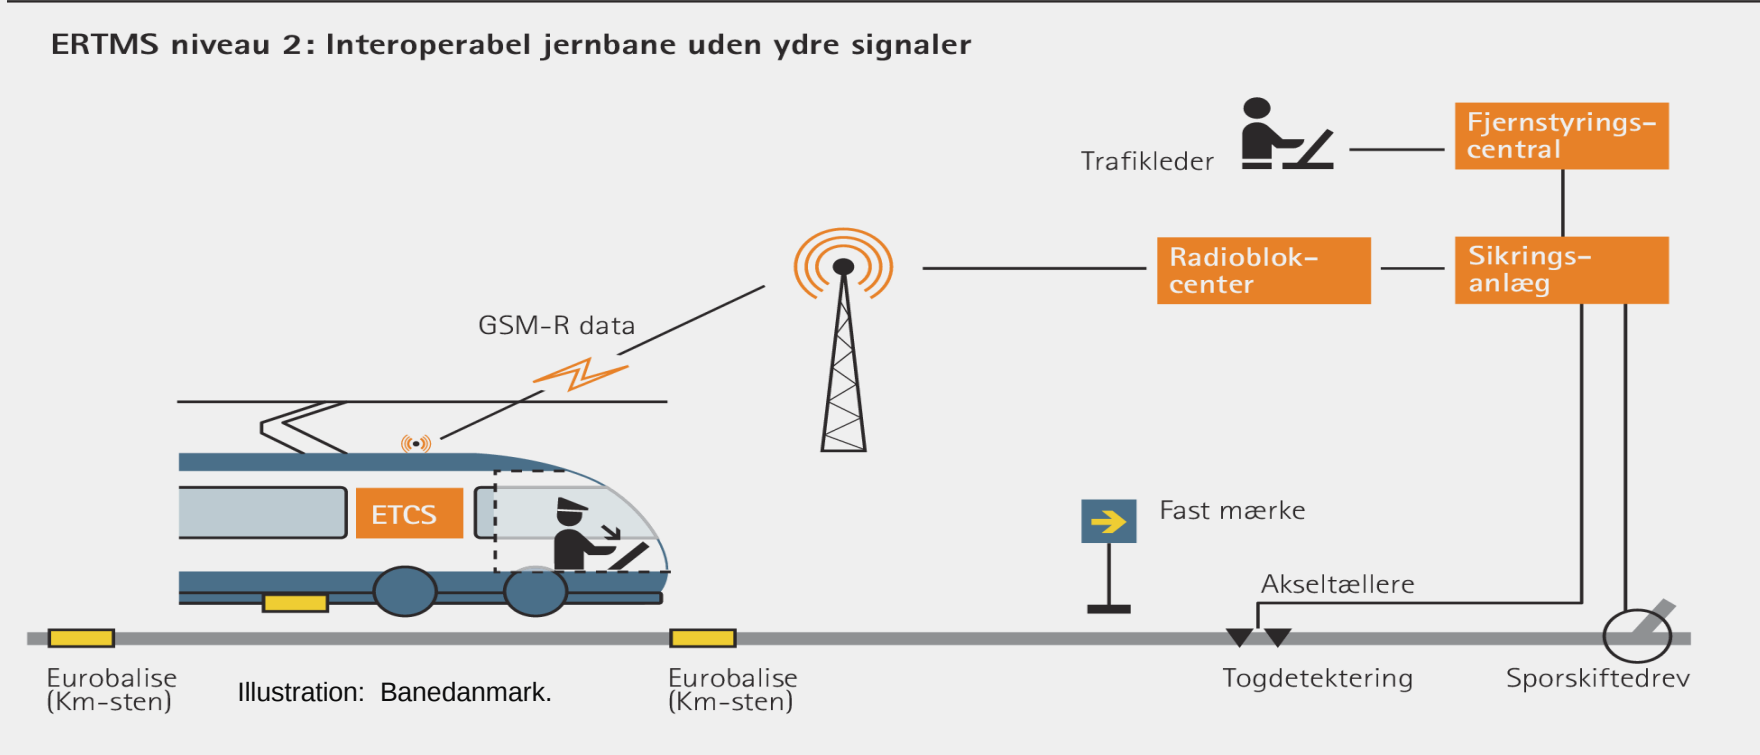 ERTMS niveau 2: Interoperabel jernbane uden ydre signaler
Fjernstyrings-
central
Trafikleder
Radioblok-
center
Sikrings-
anlæg
GSM-R data
ETCS
Fast mærke
Akseltællere
Eurobalise
(Km-sten)
Illustration: Banedanmark.
Eurobalise
(Km-sten)
Togdetektering
Sporskiftedrev